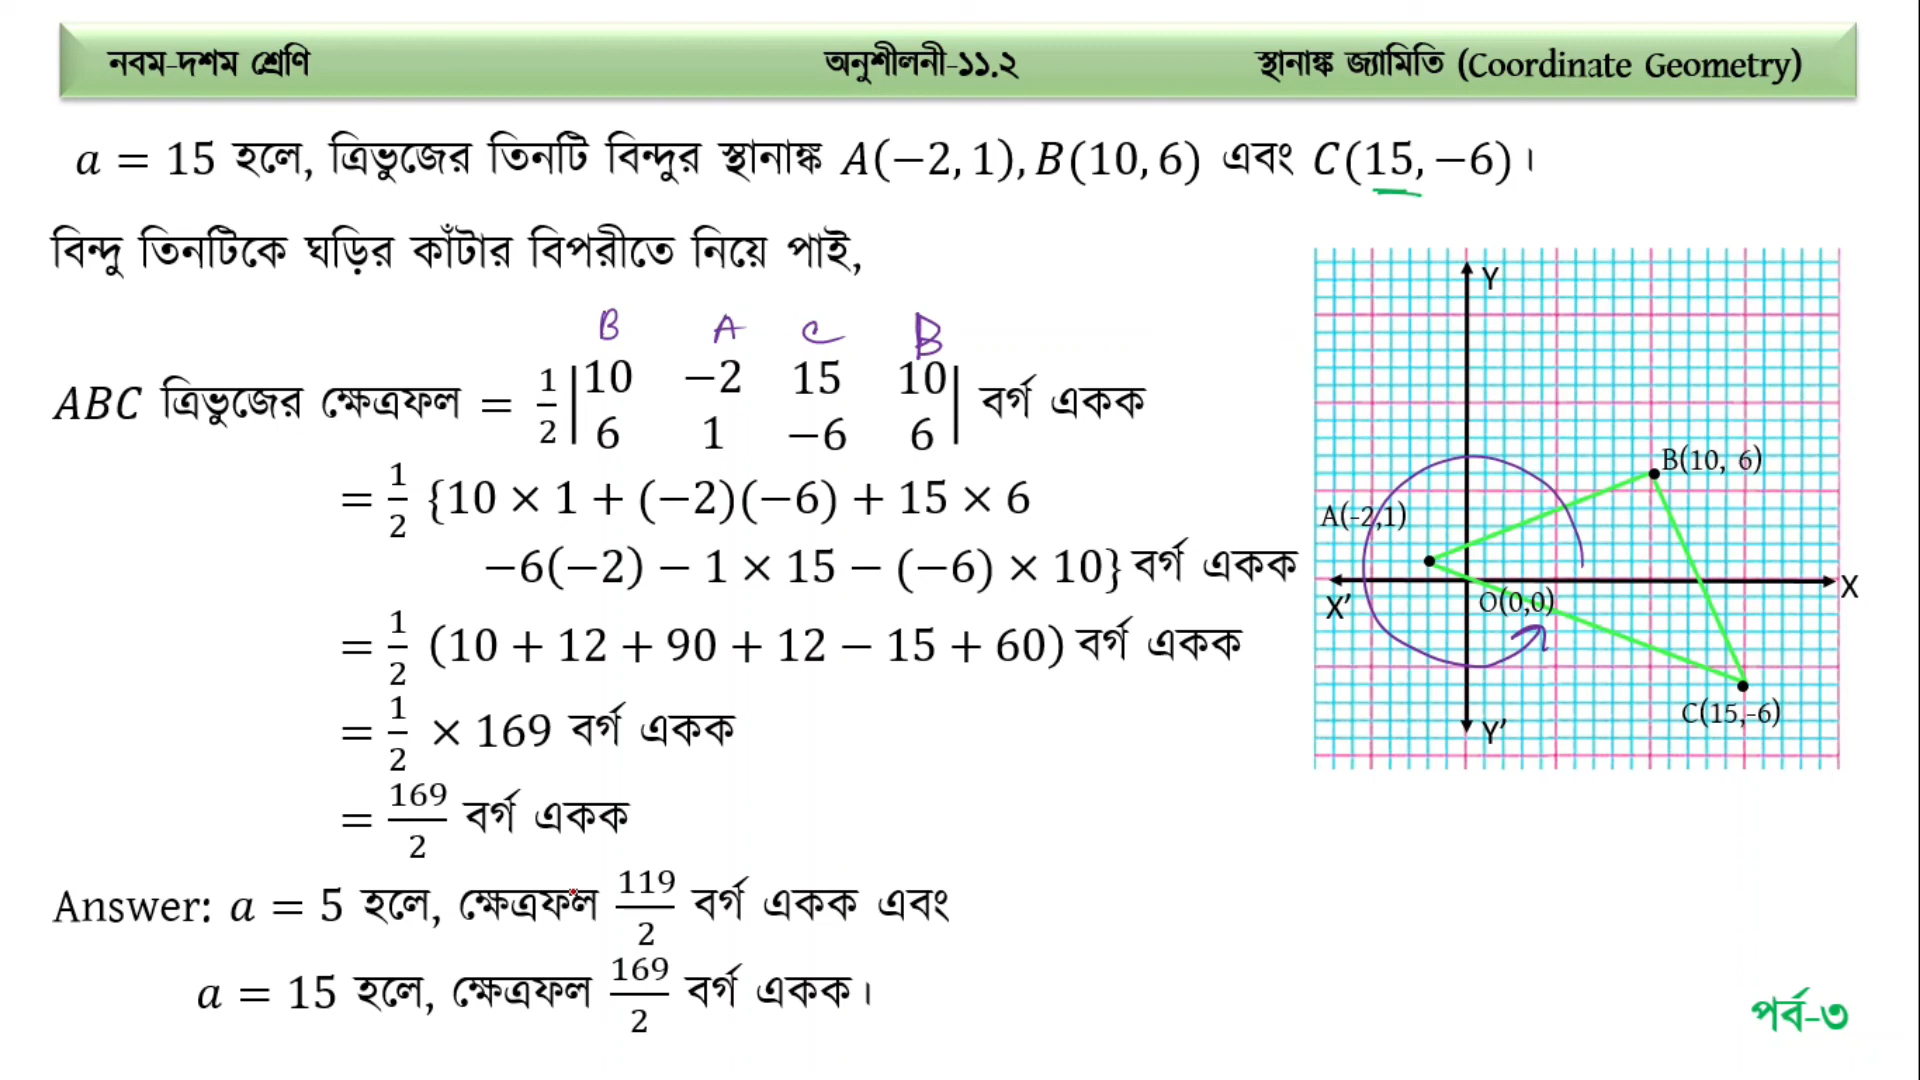 নবম-দশম শ্রেণি অনুশীলনী-১১.২ স্থানাঙ্ক জ্যামিতি (Coordinate Geometry)
a = 15 হলে, ত্রিভুজের তিনটি বিন্দুর স্থানাঙ্ক A(−2, 1), B(10, 6) এবং C(15, −6)।
বিন্দু তিনটিকে ঘড়ির কাঁটার বিপরীতে নিয়ে পাই,
B A C B
ABC ত্রিভুজের ক্ষেত্রফল = 1/2 |10 −2 15 10
6 1 −6 6| বর্গ একক
= 1/2 {10 × 1 + (−2)(−6) + 15 × 6
−6(−2) − 1 × 15 − (−6) × 10} বর্গ একক
= 1/2 (10 + 12 + 90 + 12 − 15 + 60) বর্গ একক
= 1/2 × 169 বর্গ একক
= 169/2 বর্গ একক
Answer: a = 5 হলে, ক্ষেত্রফল 119/2 বর্গ একক এবং
a = 15 হলে, ক্ষেত্রফল 169/2 বর্গ একক।
Y
B(10, 6)
A(-2,1)
X′ O(0,0) X
C(15,-6)
Y′
পর্ব-৩